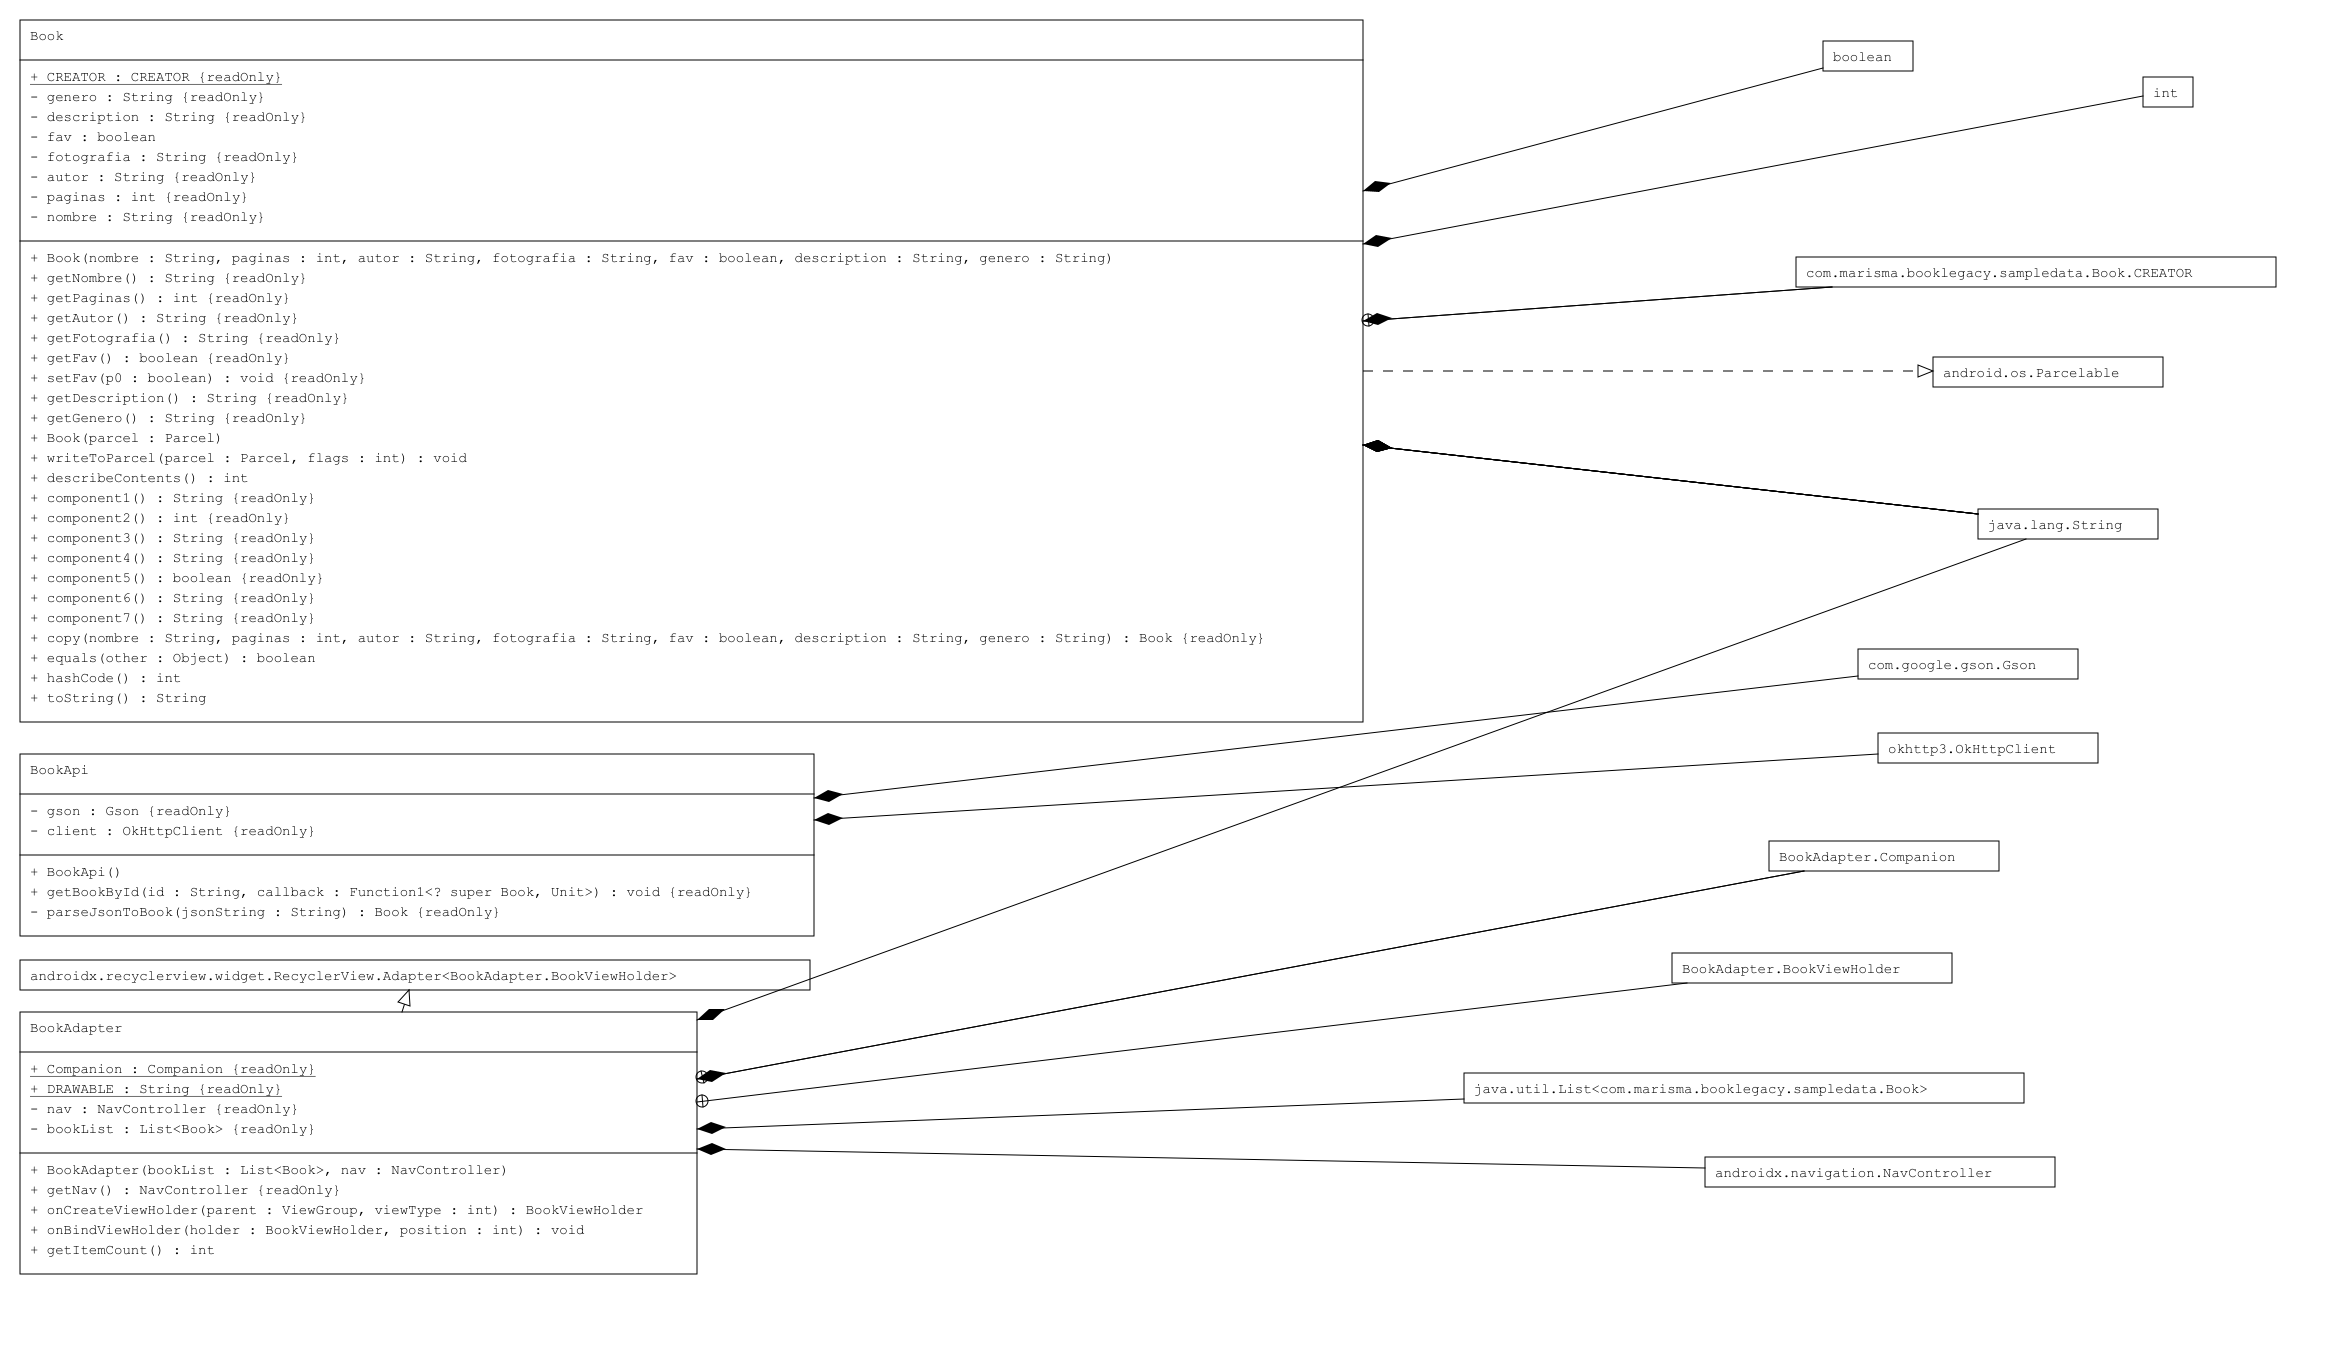 Book
+ CREATOR : CREATOR {readOnly}
- genero : String {readOnly}
- description : String {readOnly}
- fav : boolean
- fotografia : String {readOnly}
- autor : String {readOnly}
- paginas : int {readOnly}
- nombre : String {readOnly}
+ Book(nombre : String, paginas : int, autor : String, fotografia : String, fav : boolean, description : String, genero : String)
+ getNombre() : String {readOnly}
+ getPaginas() : int {readOnly}
+ getAutor() : String {readOnly}
+ getFotografia() : String {readOnly}
+ getFav() : boolean {readOnly}
+ setFav(p0 : boolean) : void {readOnly}
+ getDescription() : String {readOnly}
+ getGenero() : String {readOnly}
+ Book(parcel : Parcel)
+ writeToParcel(parcel : Parcel, flags : int) : void
+ describeContents() : int
+ component1() : String {readOnly}
+ component2() : int {readOnly}
+ component3() : String {readOnly}
+ component4() : String {readOnly}
+ component5() : boolean {readOnly}
+ component6() : String {readOnly}
+ component7() : String {readOnly}
+ copy(nombre : String, paginas : int, autor : String, fotografia : String, fav : boolean, description : String, genero : String) : Book {readOnly}
+ equals(other : Object) : boolean
+ hashCode() : int
+ toString() : String
boolean
int
com.marisma.booklegacy.sampledata.Book.CREATOR
android.os.Parcelable
java.lang.String
com.google.gson.Gson
okhttp3.OkHttpClient
BookApi
- gson : Gson {readOnly}
- client : OkHttpClient {readOnly}
+ BookApi()
+ getBookById(id : String, callback : Function1<? super Book, Unit>) : void {readOnly}
- parseJsonToBook(jsonString : String) : Book {readOnly}
BookAdapter.Companion
BookAdapter.BookViewHolder
androidx.recyclerview.widget.RecyclerView.Adapter<BookAdapter.BookViewHolder>
BookAdapter
+ Companion : Companion {readOnly}
+ DRAWABLE : String {readOnly}
- nav : NavController {readOnly}
- bookList : List<Book> {readOnly}
+ BookAdapter(bookList : List<Book>, nav : NavController)
+ getNav() : NavController {readOnly}
+ onCreateViewHolder(parent : ViewGroup, viewType : int) : BookViewHolder
+ onBindViewHolder(holder : BookViewHolder, position : int) : void
+ getItemCount() : int
java.util.List<com.marisma.booklegacy.sampledata.Book>
androidx.navigation.NavController